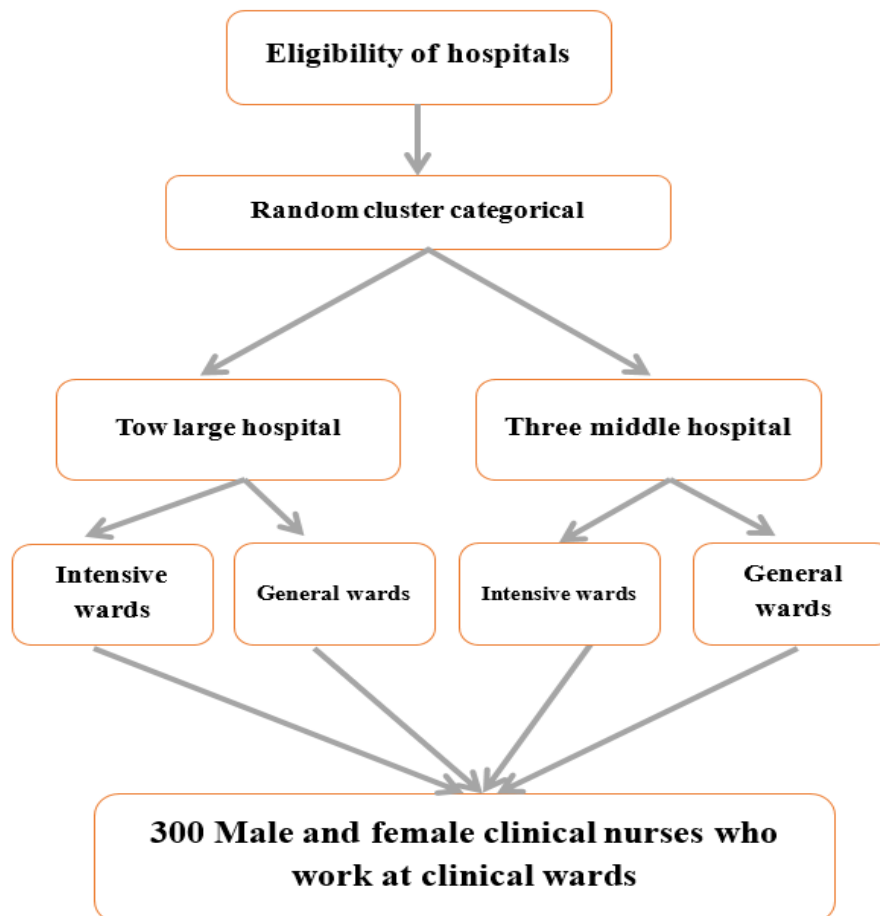 Eligibility of hospitals
Random cluster categorical
Tow large hospital
Three middle hospital
Intensive
wards
General wards
Intensive wards
General
wards
300 Male and female clinical nurses who
work at clinical wards